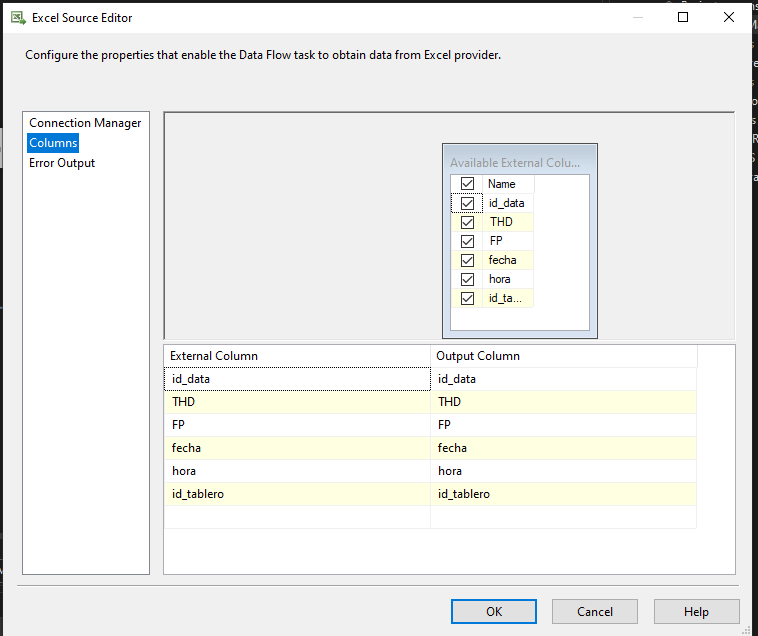 Excel Source Editor
Configure the properties that enable the Data Flow task to obtain data from Excel provider.
Connection Manager
Columns
Error Output
Available External Colu...
Name
id_data
THD
FP
fecha
hora
id_ta...
External Column Output Column
id_data id_data
THD THD
FP FP
fecha fecha
hora hora
id_tablero id_tablero
OK Cancel Help